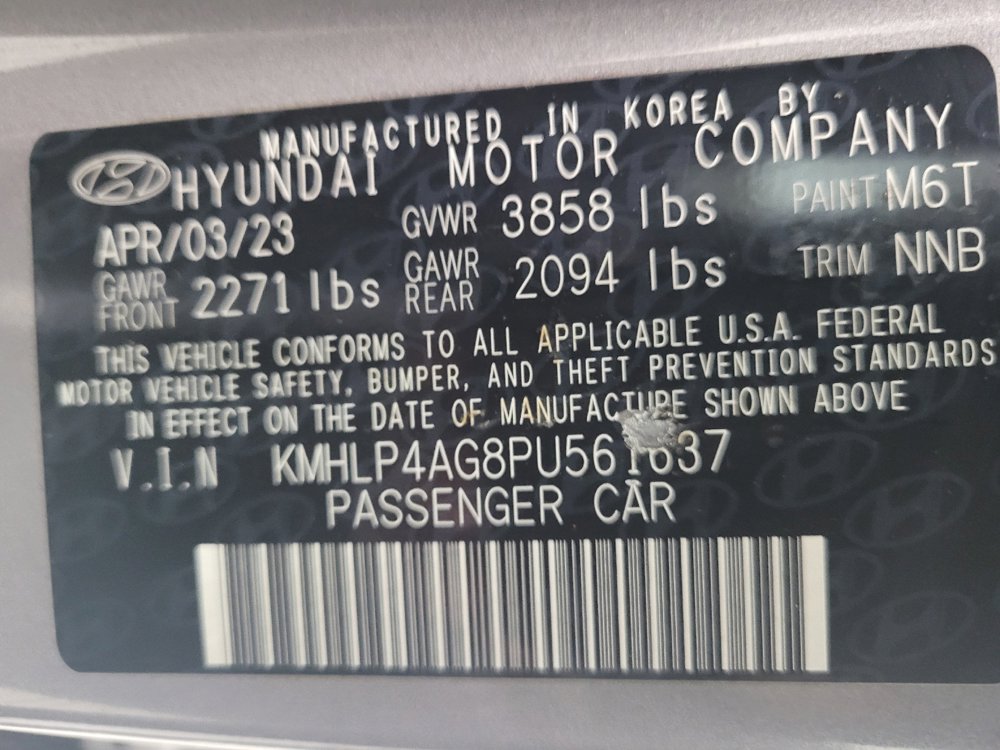 MANUFACTURED IN KOREA BY
HYUNDAI MOTOR COMPANY
APR/03/23 GVWR 3858 lbs PAINT M6T
GAWR FRONT 2271 lbs GAWR REAR 2094 lbs TRIM NNB
THIS VEHICLE CONFORMS TO ALL APPLICABLE U.S.A. FEDERAL
MOTOR VEHICLE SAFETY, BUMPER, AND THEFT PREVENTION STANDARDS
IN EFFECT ON THE DATE OF MANUFACTURE SHOWN ABOVE
V.I.N KMHLP4AG8PU561637
PASSENGER CAR